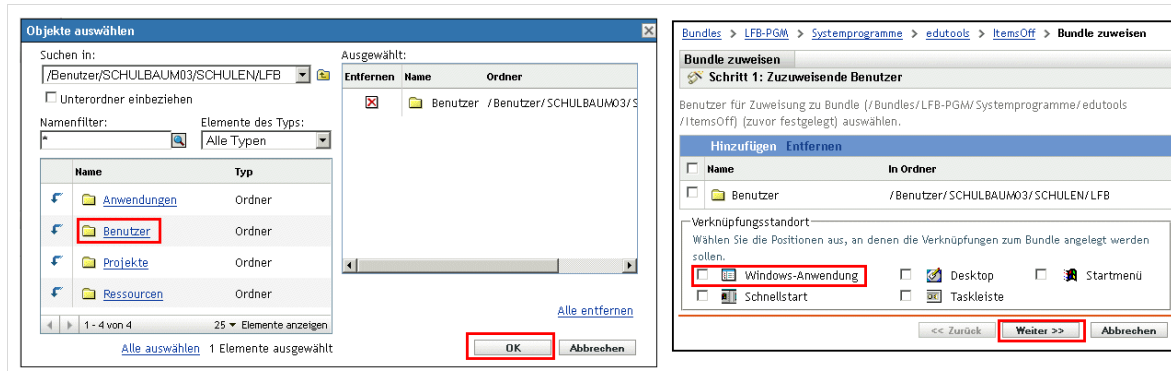 Objekte auswählen
Suchen in:
/Benutzer/SCHULBAUM03/SCHULEN/LFB
Unterordner einbeziehen
Namenfilter: Elemente des Typs:
* Alle Typen
Name Typ
Anwendungen Ordner
Benutzer Ordner
Projekte Ordner
Ressourcen Ordner
1 - 4 von 4 25 Elemente anzeigen
Alle auswählen 1 Elemente ausgewählt
Ausgewählt:
Entfernen Name Ordner
Benutzer /Benutzer/SCHULBAUM03/S
Alle entfernen
OK Abbrechen
Bundles > LFB-PGM > Systemprogramme > edutools > ItemsOff > Bundle zuweisen
Bundle zuweisen
Schritt 1: Zuzuweisende Benutzer
Benutzer für Zuweisung zu Bundle (/Bundles/LFB-PGM/Systemprogramme/edutools
/ItemsOff) (zuvor festgelegt) auswählen.
Hinzufügen Entfernen
Name In Ordner
Benutzer /Benutzer/SCHULBAUM03/SCHULEN/LFB
Verknüpfungsstandort
Wählen Sie die Positionen aus, an denen die Verknüpfungen zum Bundle angelegt werden
sollen.
Windows-Anwendung Desktop Startmenü
Schnellstart Taskleiste
<< Zurück Weiter >> Abbrechen